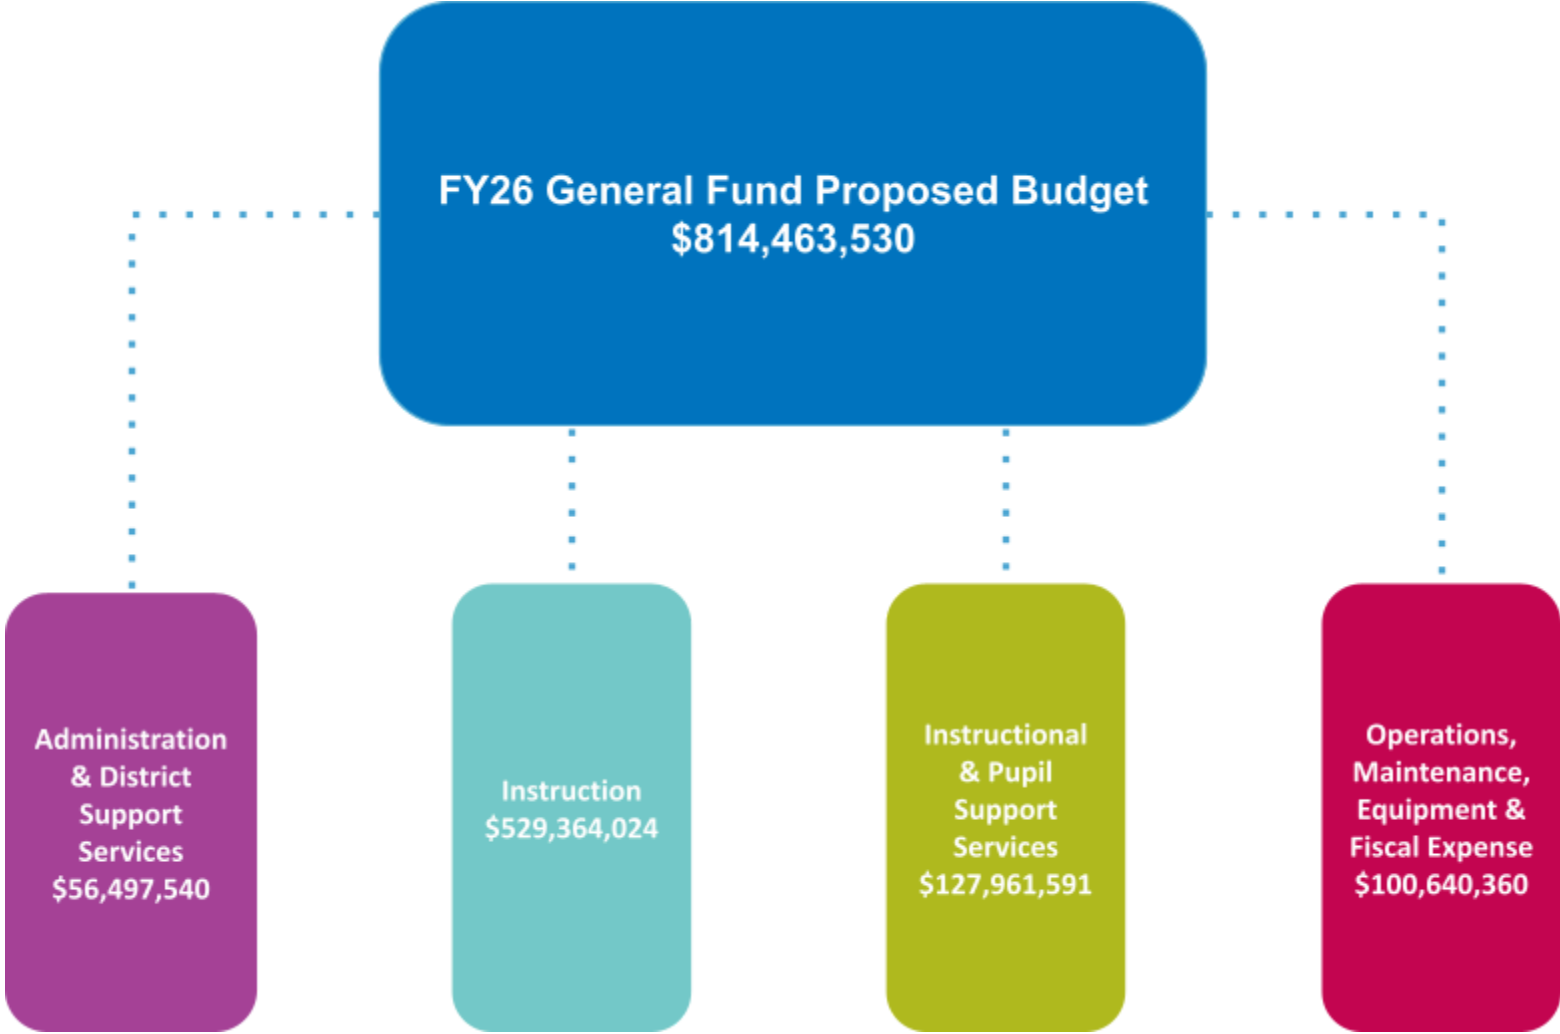 FY26 General Fund Proposed Budget
$814,463,530
Administration
& District
Support
Services
$56,497,540
Instruction
$529,364,024
Instructional
& Pupil
Support
Services
$127,961,591
Operations,
Maintenance,
Equipment &
Fiscal Expense
$100,640,360